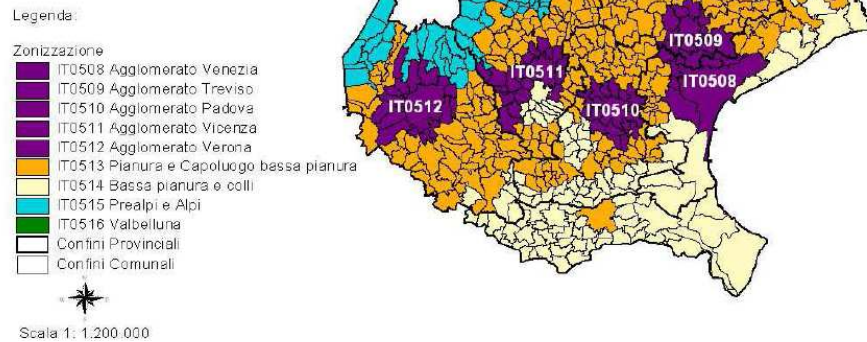 Legenda:
Zonizzazione
IT0508 Agglomerato Venezia
IT0509 Agglomerato Treviso
IT0510 Agglomerato Padova
IT0511 Agglomerato Vicenza
IT0512 Agglomerato Verona
IT0513 Pianura e Capoluogo bassa pianura
IT0514 Bassa pianura e colli
IT0515 Prealpi e Alpi
IT0516 Valbelluna
Confini Provinciali
Confini Comunali
Scala 1: 1.200.000
IT0509
IT0511
IT0508
IT0512
IT0510